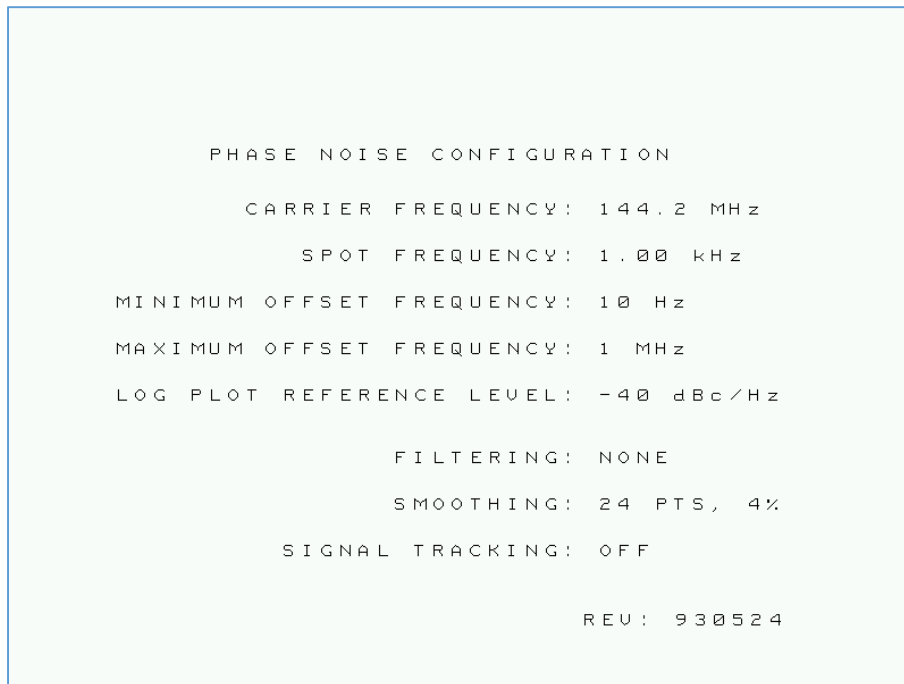 PHASE NOISE CONFIGURATION
CARRIER FREQUENCY: 144.2 MHz
SPOT FREQUENCY: 1.00 kHz
MINIMUM OFFSET FREQUENCY: 10 Hz
MAXIMUM OFFSET FREQUENCY: 1 MHz
LOG PLOT REFERENCE LEVEL: -40 dBc/Hz
FILTERING: NONE
SMOOTHING: 24 PTS, 4%
SIGNAL TRACKING: OFF
REV: 930524